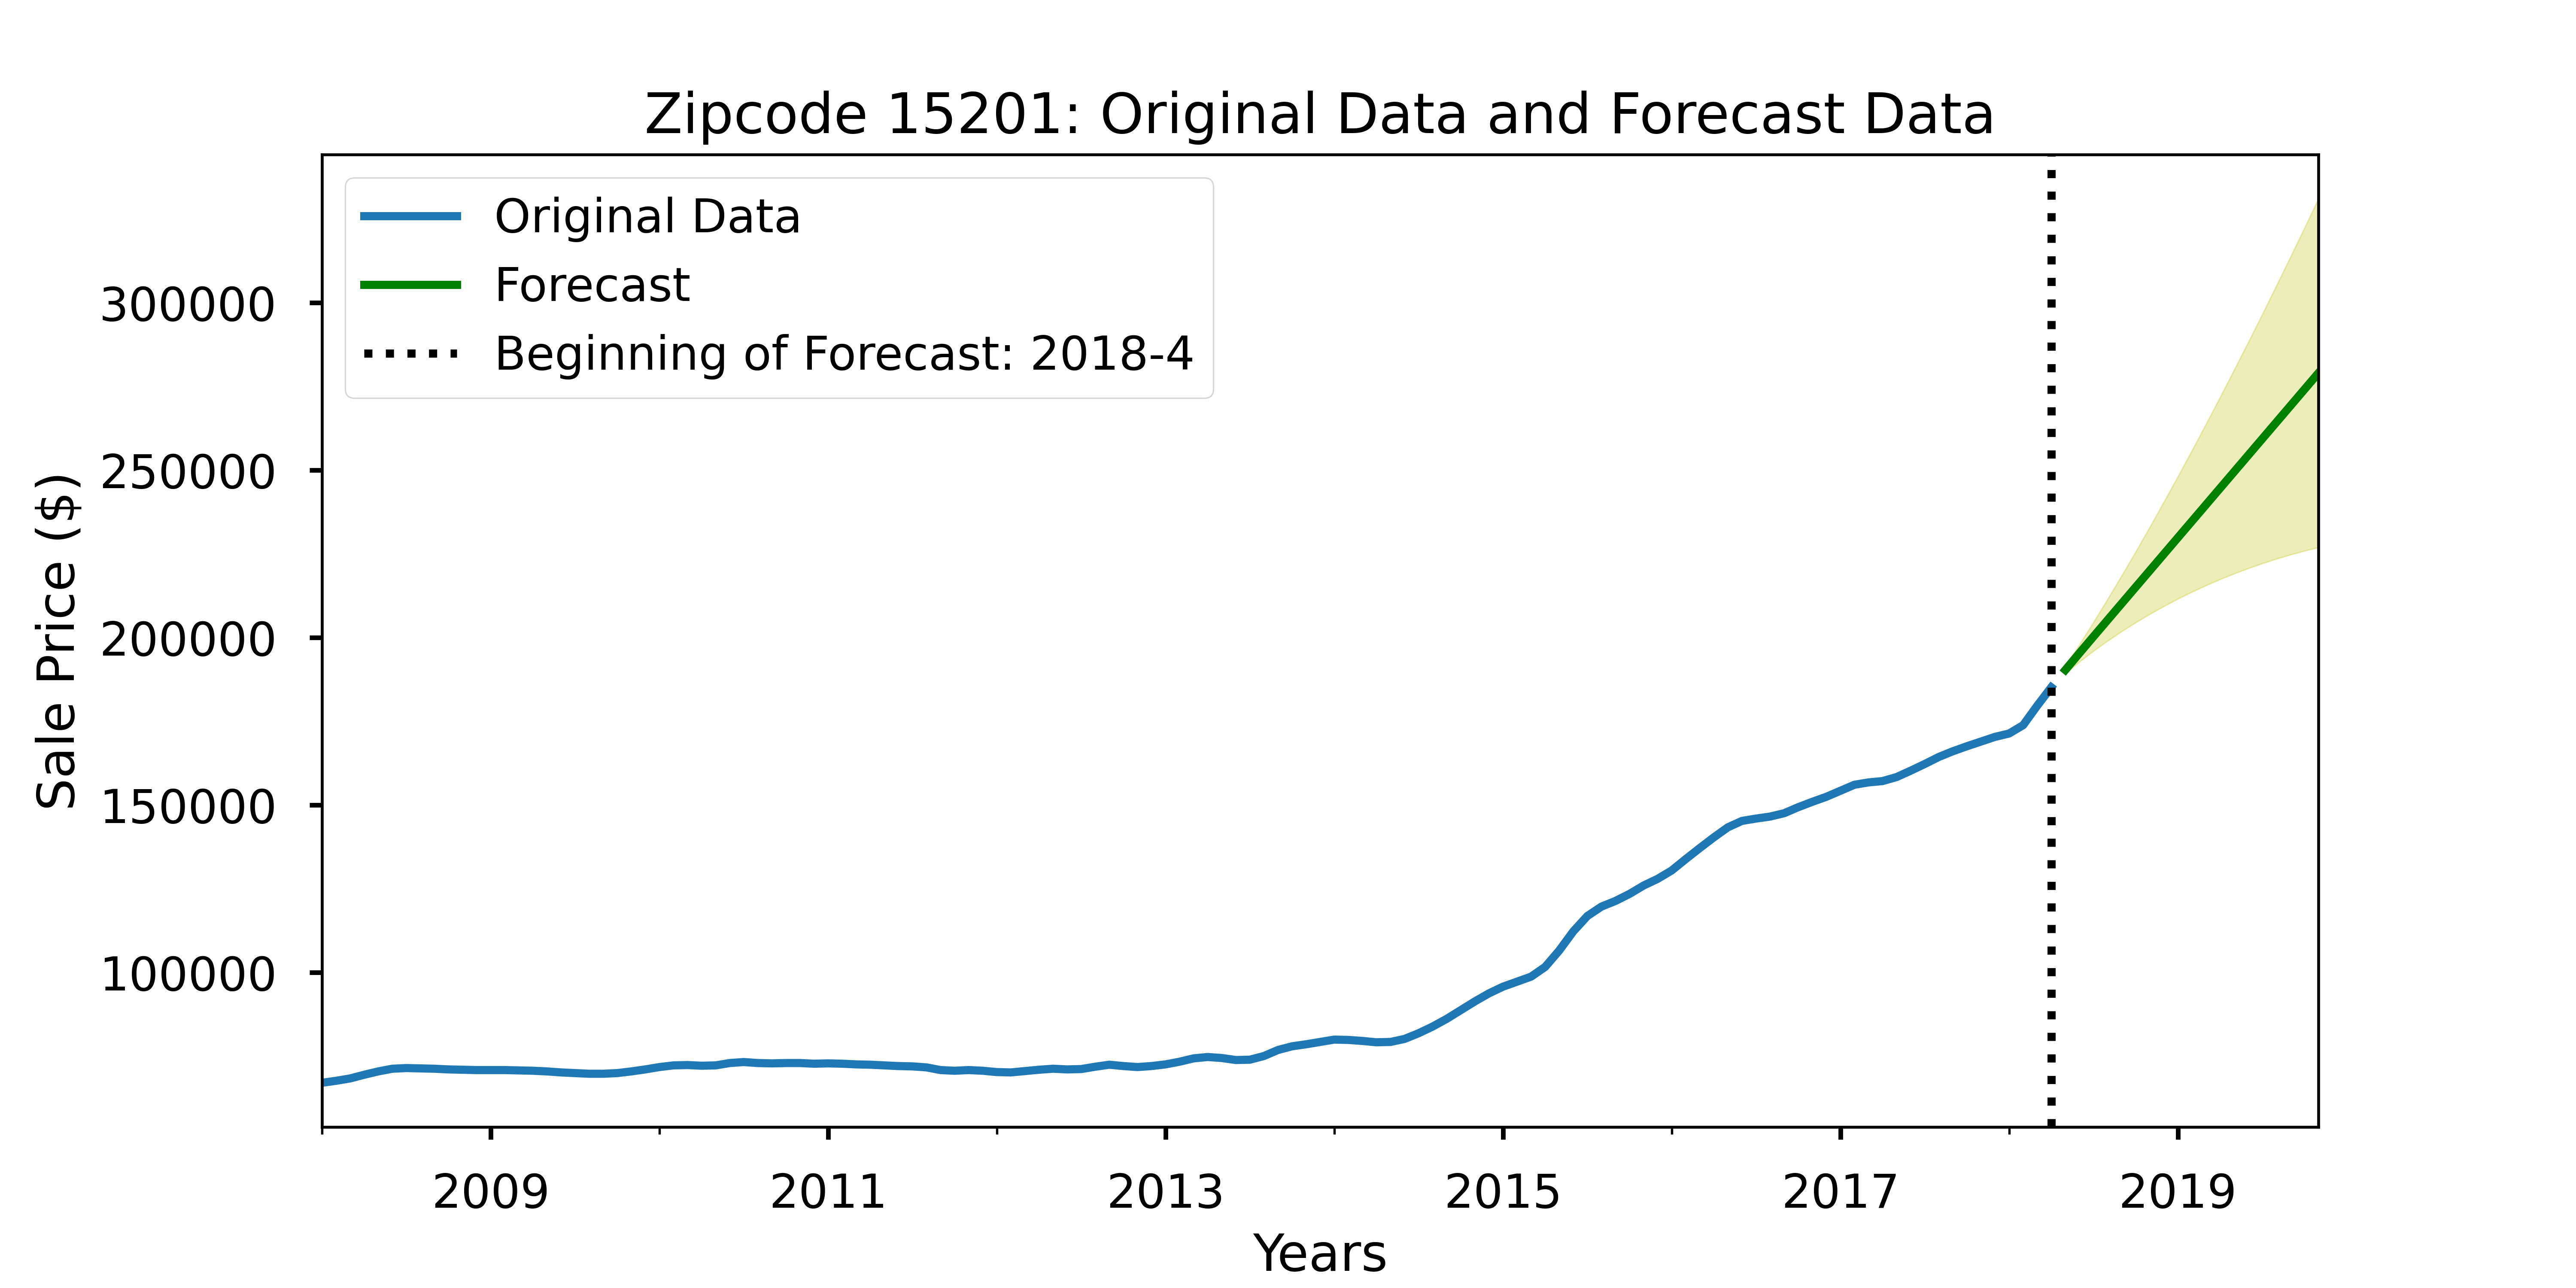 Zipcode 15201: Original Data and Forecast Data
Original Data
Forecast
Beginning of Forecast: 2018-4
300000
250000
200000
150000
100000
Sale Price ($)
2009 2011 2013 2015 2017 2019
Years